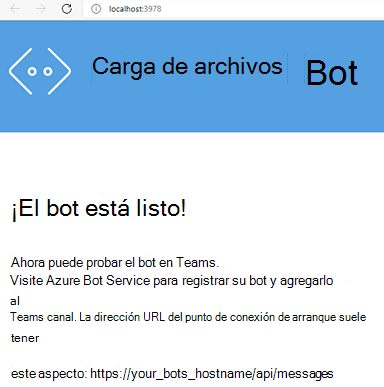 localhost:3978
Carga de archivos Bot
¡El bot está listo!
Ahora puede probar el bot en Teams.
Visite Azure Bot Service para registrar su bot y agregarlo
al
Teams canal. La dirección URL del punto de conexión de arranque suele
tener
este aspecto: https://your_bots_hostname/api/messages